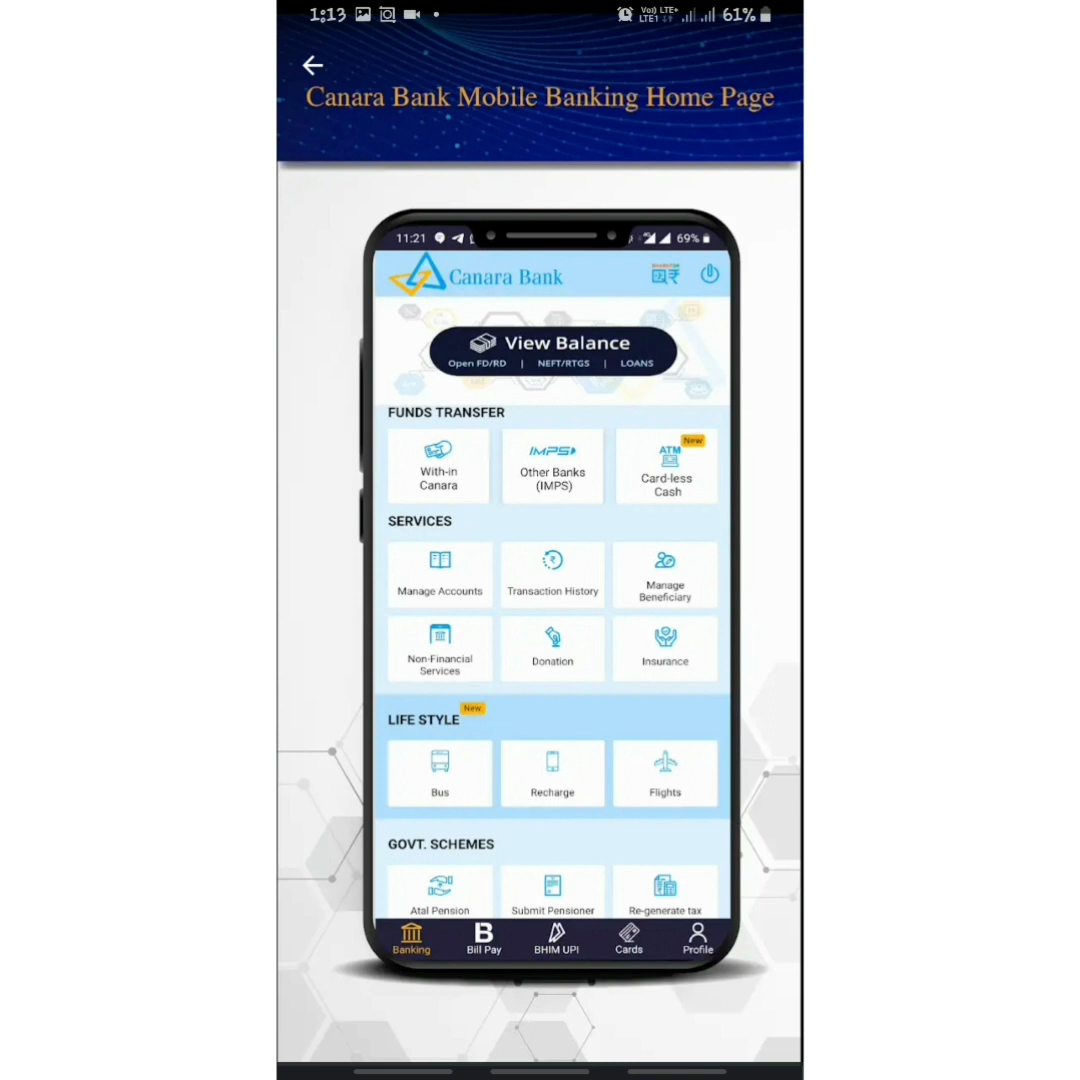 1:13 Vo) LTE+ LTE1 61%
Canara Bank Mobile Banking Home Page
11:21 69%
Canara Bank
View Balance
Open FD/RD | NEFT/RTGS | LOANS
FUNDS TRANSFER
With-in
Canara
IMPS
Other Banks
(IMPS)
New
ATM
Card-less
Cash
SERVICES
Manage Accounts
Transaction History
Manage
Beneficiary
Non-Financial
Services
Donation
Insurance
LIFE STYLE New
Bus
Recharge
Flights
GOVT. SCHEMES
Atal Pension
Submit Pensioner
Re-generate tax
Banking
B
Bill Pay
BHIM UPI
Cards
Profile